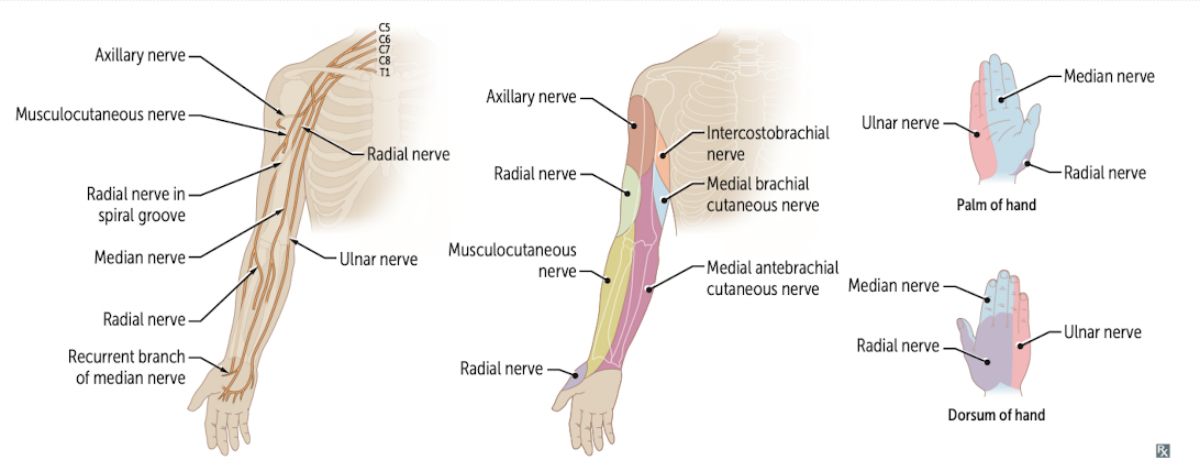 C5
C6
C7
C8
T1
Axillary nerve
Musculocutaneous nerve
Radial nerve
Radial nerve in
spiral groove
Median nerve
Ulnar nerve
Radial nerve
Recurrent branch
of median nerve
Axillary nerve
Intercostobrachial
nerve
Radial nerve
Medial brachial
cutaneous nerve
Musculocutaneous
nerve
Medial antebrachial
cutaneous nerve
Radial nerve
Median nerve
Ulnar nerve
Radial nerve
Palm of hand
Median nerve
Ulnar nerve
Radial nerve
Dorsum of hand
Rx